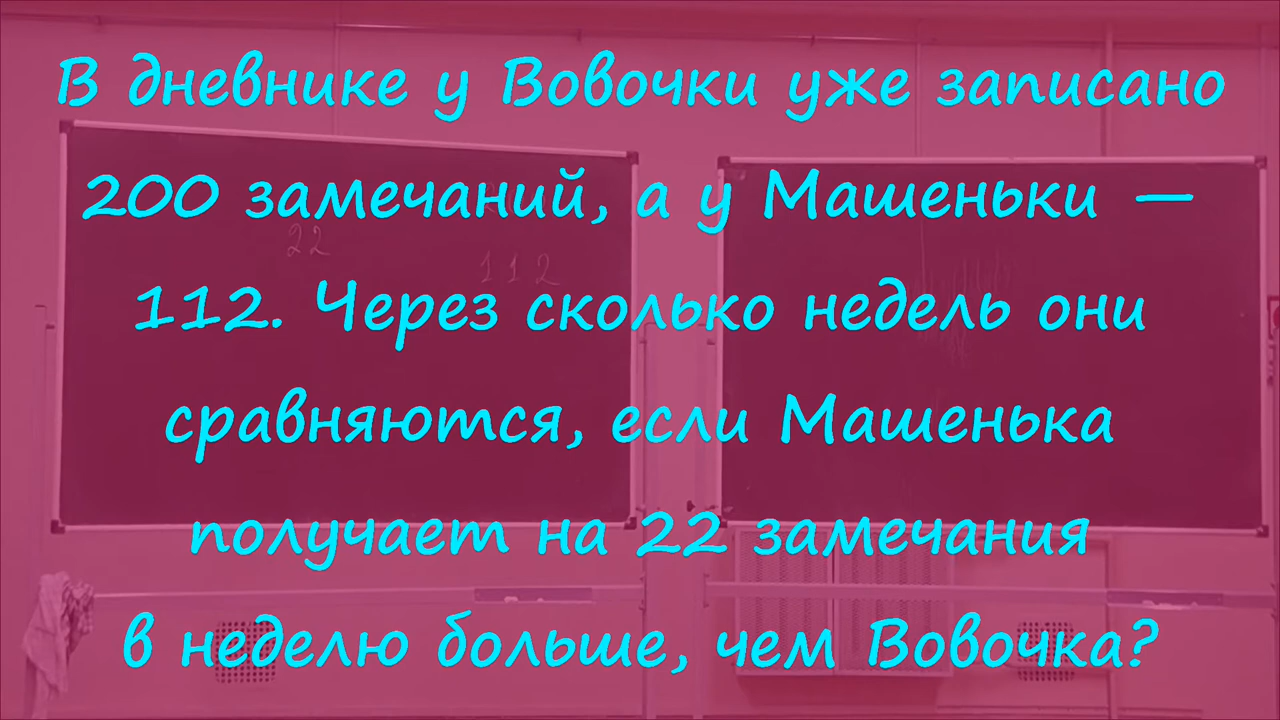 В дневнике у Вовочки уже записано
200 замечаний, а у Машеньки —
112. Через сколько недель они
сравняются, если Машенька
получает на 22 замечания
в неделю больше, чем Вовочка?
22
112